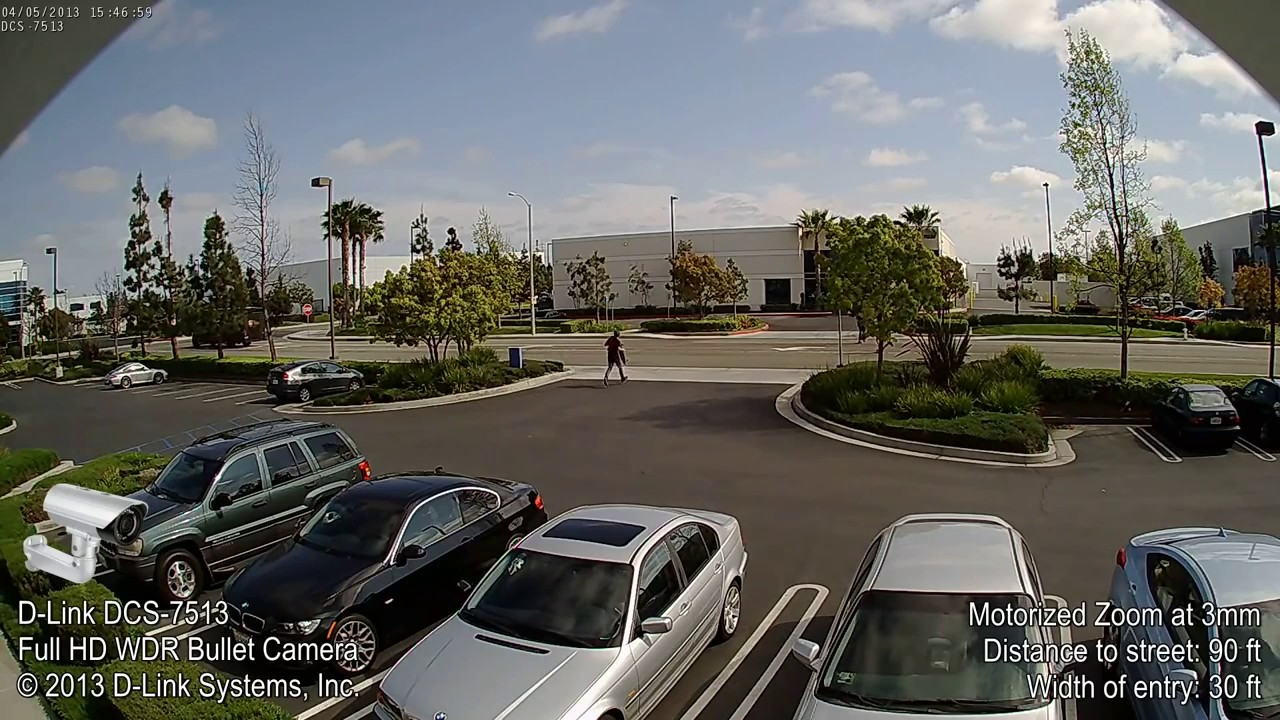 04/05/2013 15:46:59
DCS-7513
D-Link DCS-7513
Full HD WDR Bullet Camera
© 2013 D-Link Systems, Inc.
Motorized Zoom at 3mm
Distance to street: 90 ft
Width of entry: 30 ft